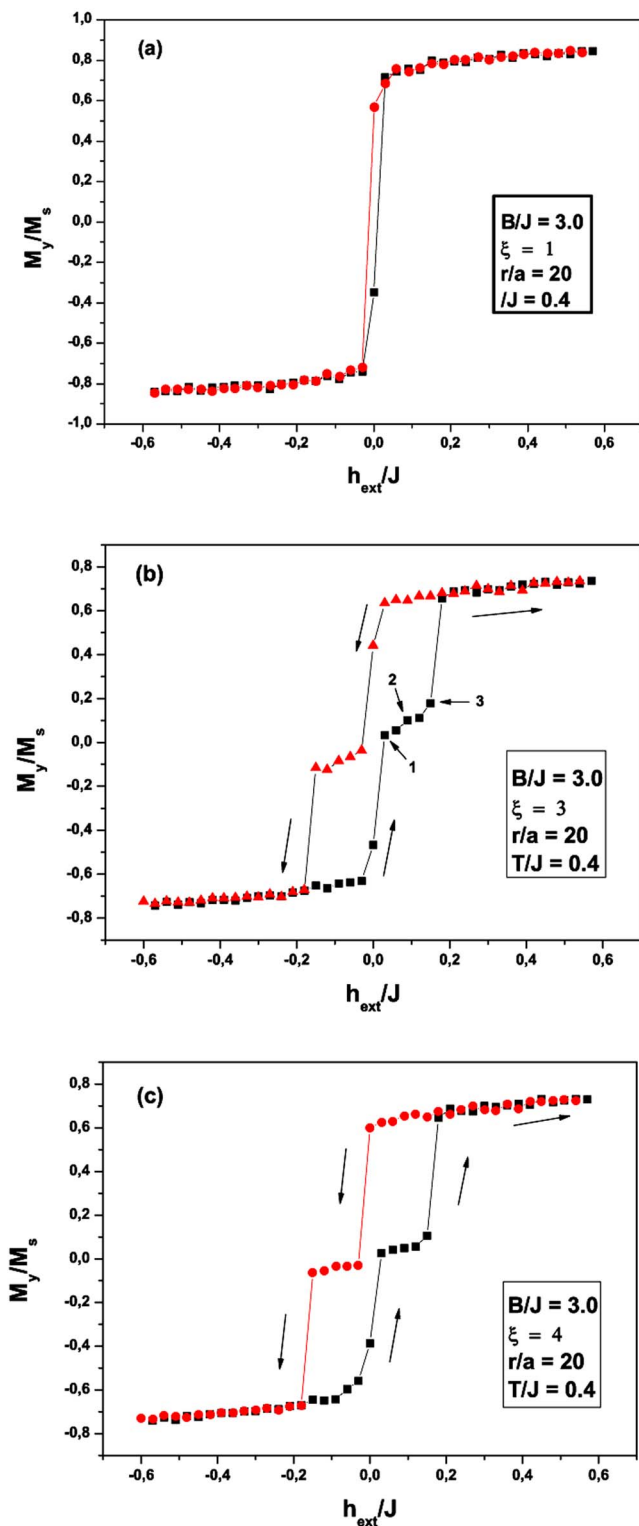 (a)
1,0
0,8
0,6
0,4
0,2
0,0
-0,2
-0,4
-0,6
-0,8
-1,0
M_y/M_s
B/J = 3.0
ξ = 1
r/a = 20
/J = 0.4
-0,6 -0,4 -0,2 0,0 0,2 0,4 0,6
h_ext/J
(b)
0,8
0,6
0,4
0,2
0,0
-0,2
-0,4
-0,6
-0,8
M_y/M_s
2
3
1
B/J = 3.0
ξ = 3
r/a = 20
T/J = 0.4
-0,6 -0,4 -0,2 0,0 0,2 0,4 0,6
h_ext/J
(c)
0,8
0,6
0,4
0,2
0,0
-0,2
-0,4
-0,6
-0,8
M_y/M_s
B/J = 3.0
ξ = 4
r/a = 20
T/J = 0.4
-0,6 -0,4 -0,2 0,0 0,2 0,4 0,6
h_ext/J